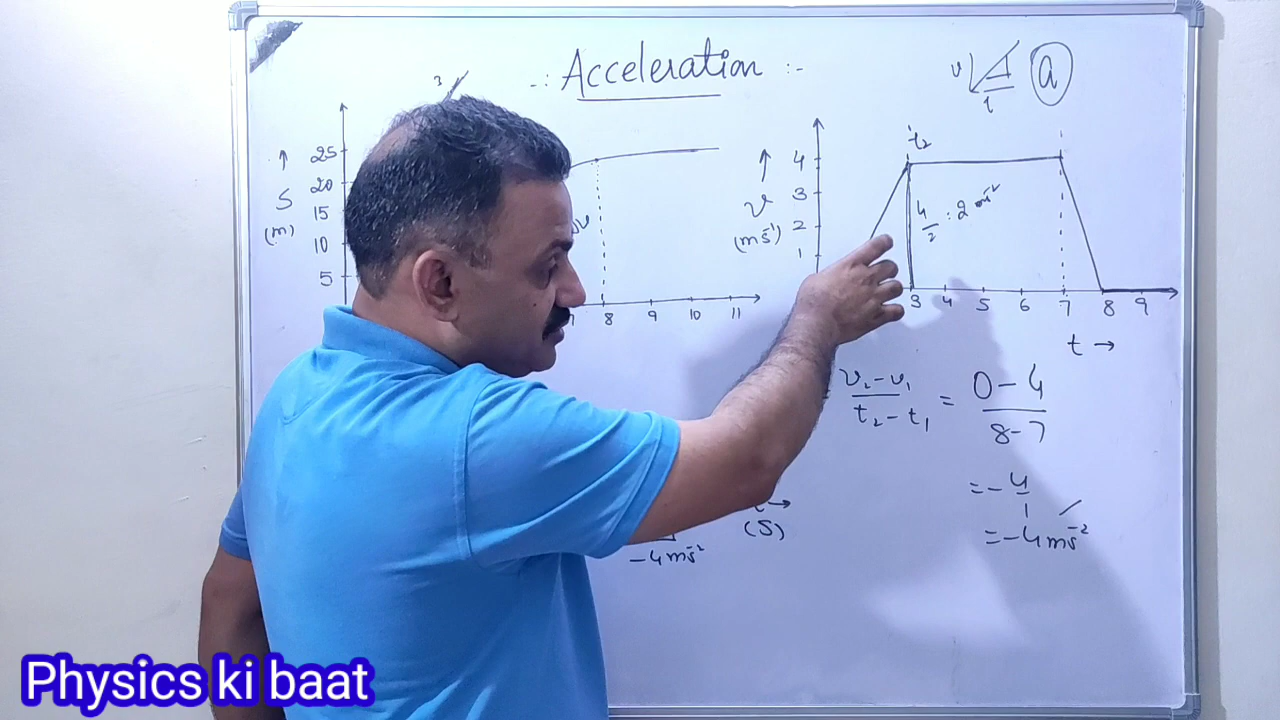 -: Acceleration :-
v
t
a
3
↑
S
(m)
25
20
15
10
5
7 8 9 10 11
↑
v
(ms⁻¹)
4
3
2
1
t₂
4/2 : 2 ms⁻²
3 4 5 6 7 8 9
t →
= v₂ - v₁ / t₂ - t₁ = 0 - 4 / 8 - 7
= - 4/1
= - 4 ms⁻²
t →
(S)
- 4 ms⁻²
Physics ki baat